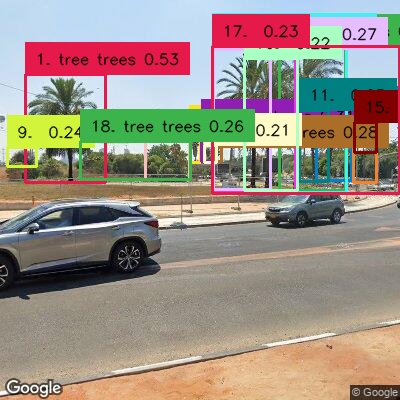 17. 0.23
0.27
1. tree trees 0.53
0.22
11.
15.
9. 0.24
18. tree trees 0.26
0.21
rees 0.28
Google
© Google